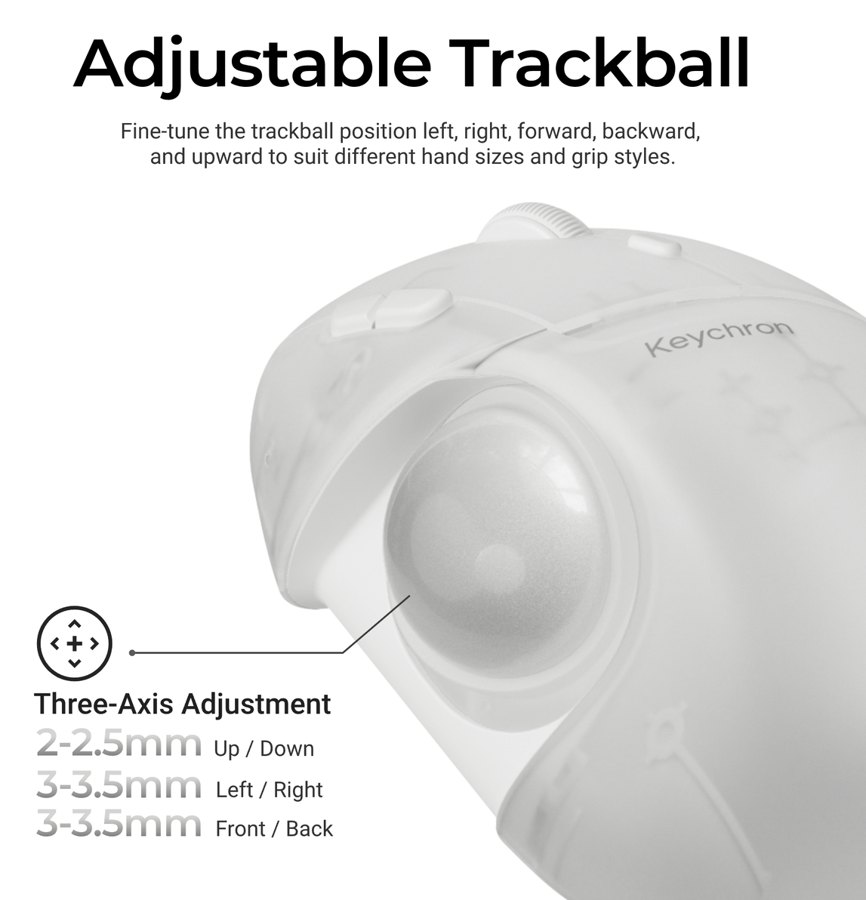 Adjustable Trackball
Fine-tune the trackball position left, right, forward, backward,
and upward to suit different hand sizes and grip styles.
Keychron
Three-Axis Adjustment
2-2.5mm Up / Down
3-3.5mm Left / Right
3-3.5mm Front / Back